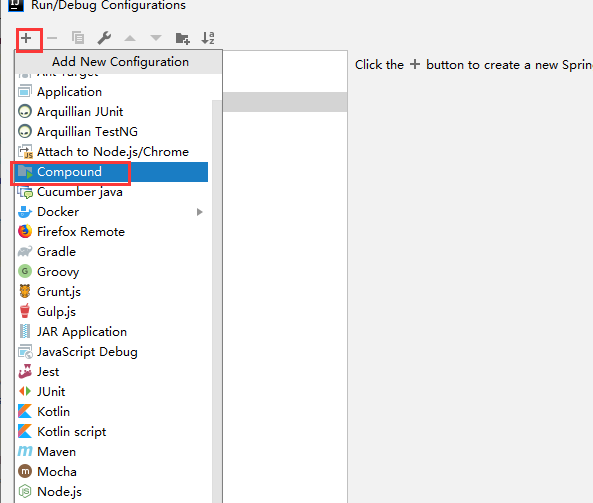 Run/Debug Configurations
Add New Configuration
Click the + button to create a new Sprin
Ant Target
Application
Arquillian JUnit
Arquillian TestNG
Attach to Node.js/Chrome
Compound
Cucumber java
Docker
Firefox Remote
Gradle
Groovy
Grunt.js
Gulp.js
JAR Application
JavaScript Debug
Jest
JUnit
Kotlin
Kotlin script
Maven
Mocha
Node.js